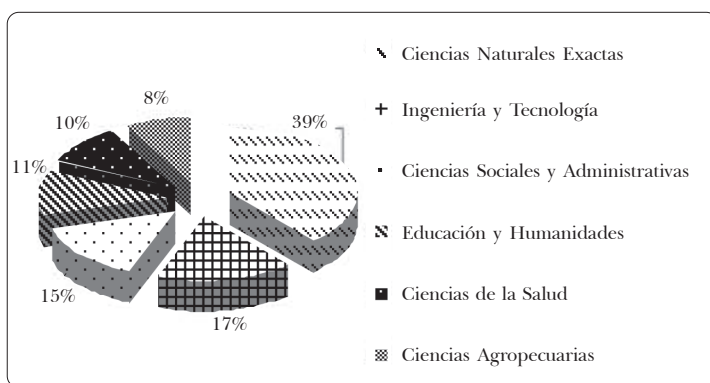 39%
17%
15%
11%
10%
8%
Ciencias Naturales Exactas
Ingeniería y Tecnología
Ciencias Sociales y Administrativas
Educación y Humanidades
Ciencias de la Salud
Ciencias Agropecuarias